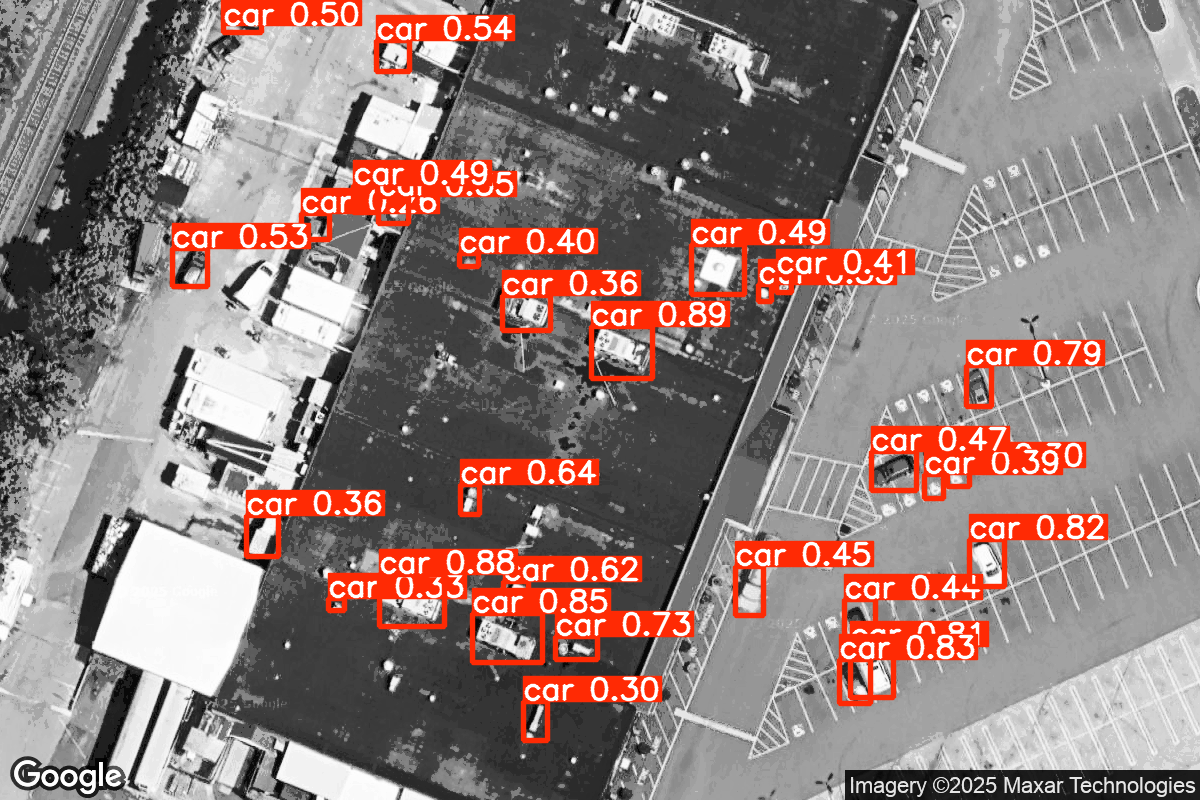 car 0.50
car 0.54
car 0.49
car 0.53
car 0.40
car 0.49
car 0.41
car 0.36
car 0.89
car 0.79
car 0.47
car 0.39
car 0.64
car 0.36
car 0.82
car 0.45
car 0.88
car 0.62
car 0.33
car 0.44
car 0.85
car 0.73
car 0.81
car 0.83
car 0.30
Google
Imagery ©2025 Maxar Technologies